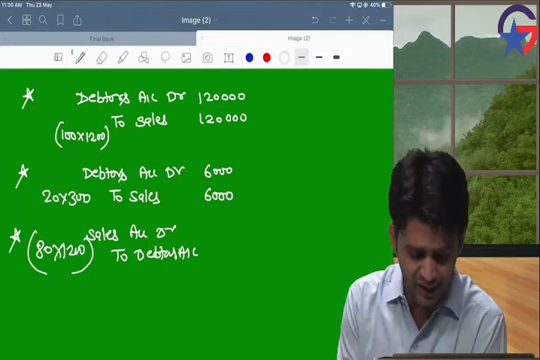 11:30 AM Thu 23 May
40%
Image (2)
Final Book
Image (2)
Debtors A/c Dr 120000
(100x1200) To Sales 120000
Debtors A/c Dr 6000
20x300 To Sales 6000
Sales A/c Dr
(80x1200) To Debtors A/c